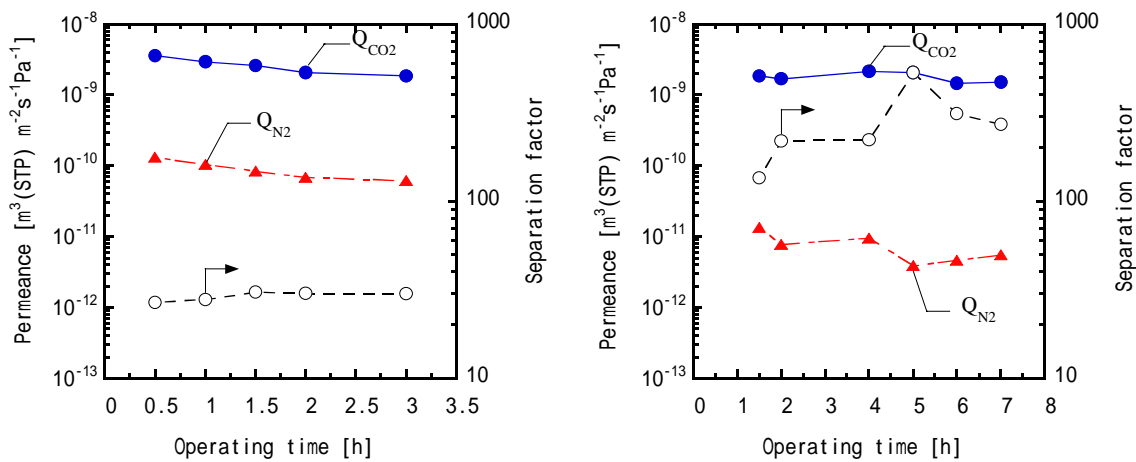 10⁻⁸
10⁻⁹
10⁻¹⁰
10⁻¹¹
10⁻¹²
10⁻¹³
Permeance [m³(STP) m⁻²s⁻¹Pa⁻¹]
Q_CO2
Q_N2
1000
100
10
Separation factor
0 0.5 1 1.5 2 2.5 3 3.5
Operating time [h]
10⁻⁸
10⁻⁹
10⁻¹⁰
10⁻¹¹
10⁻¹²
10⁻¹³
Permeance [m³(STP) m⁻²s⁻¹Pa⁻¹]
Q_CO2
Q_N2
1000
100
10
Separation factor
0 1 2 3 4 5 6 7 8
Operating time [h]